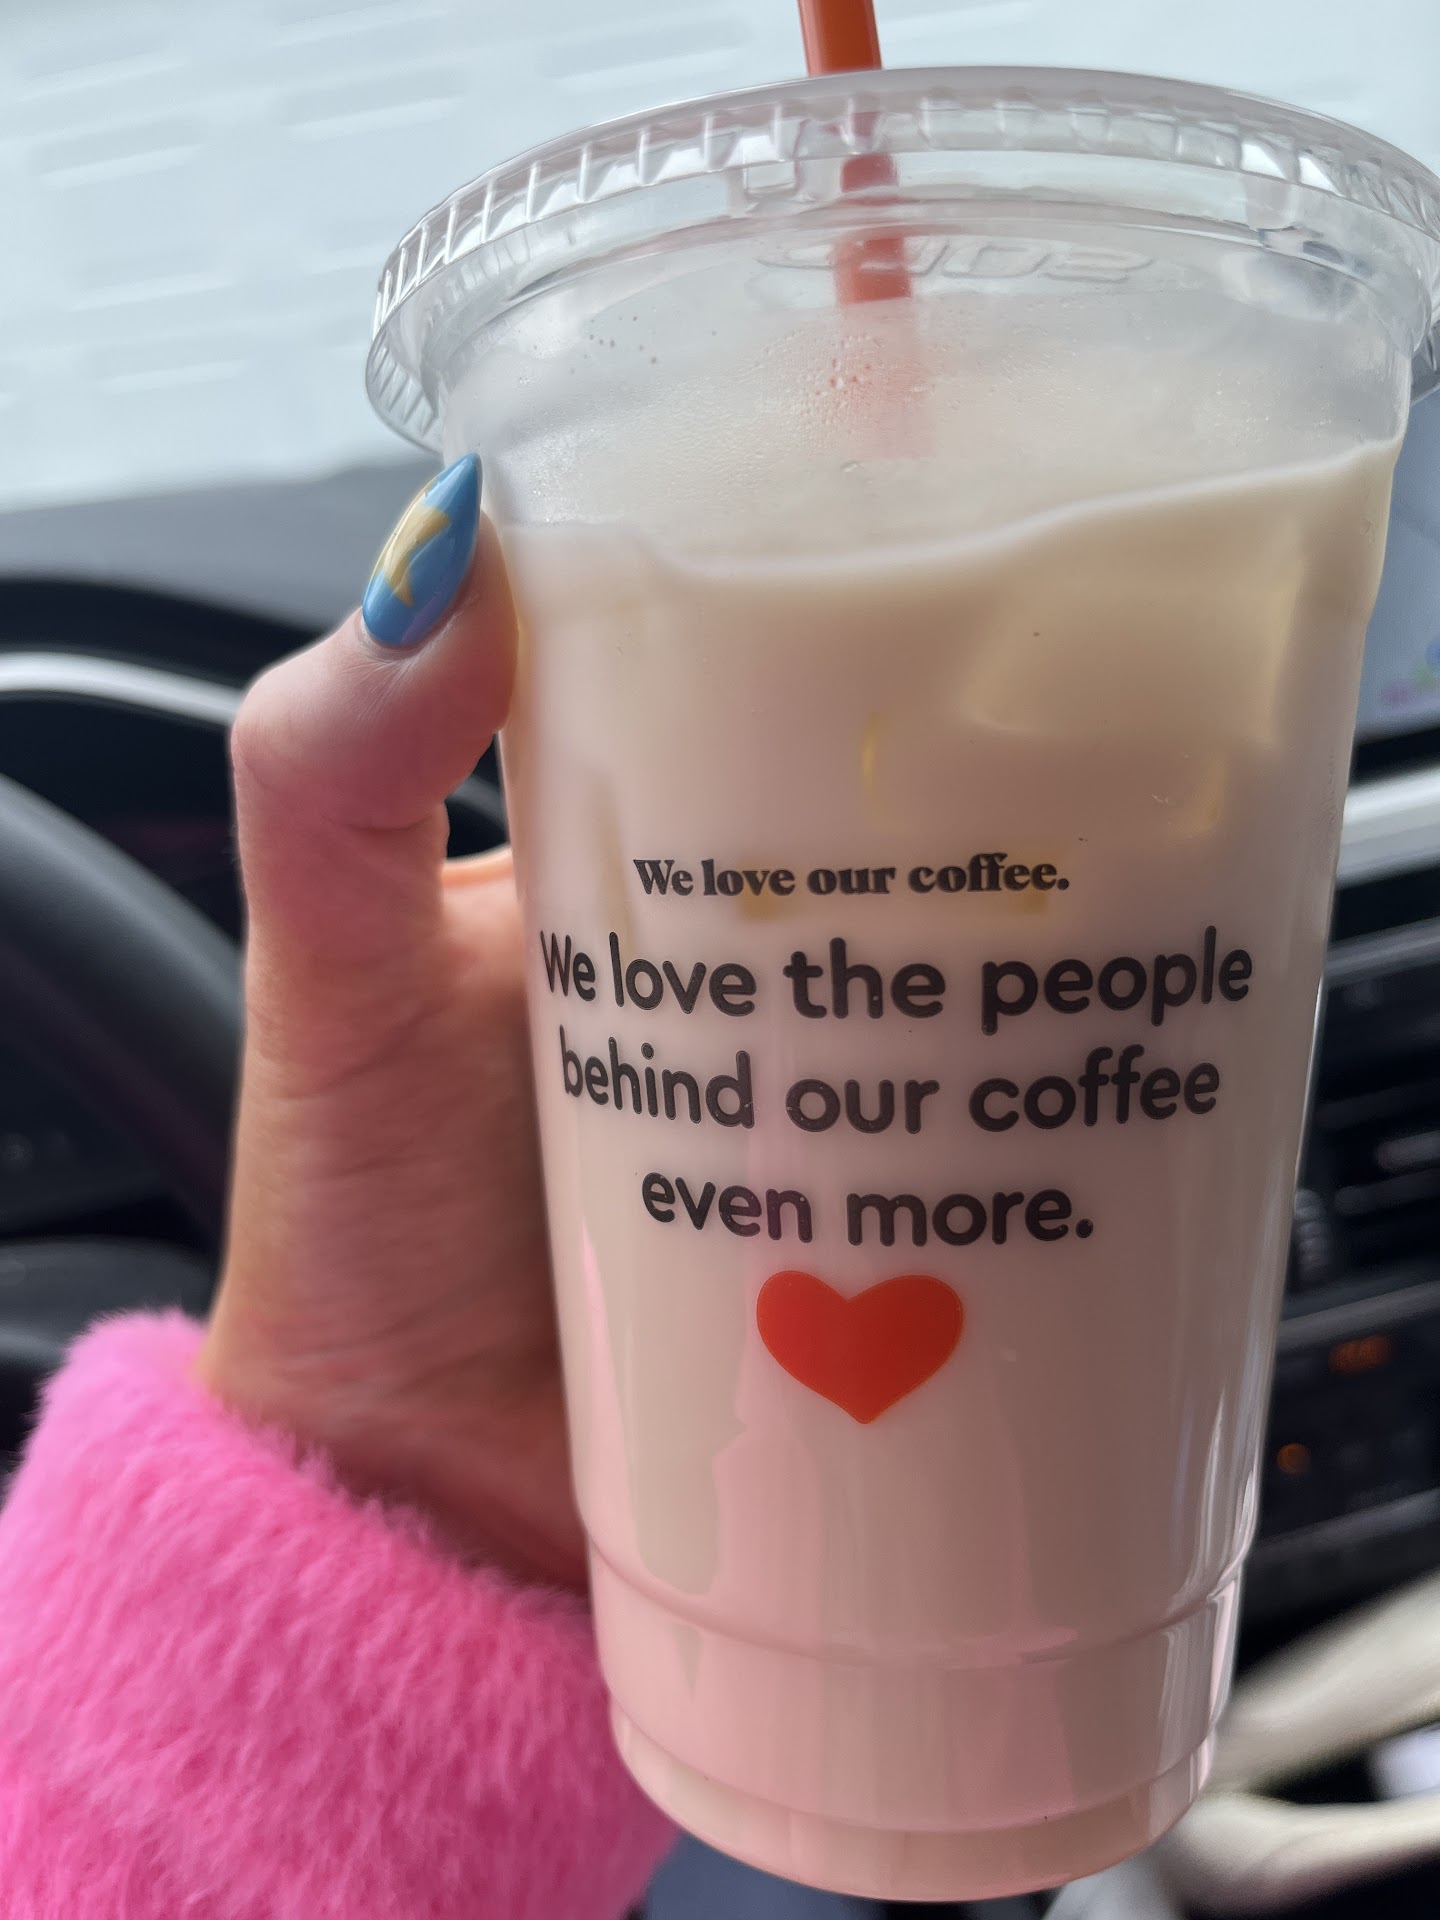 We love our coffee.
We love the people
behind our coffee
even more.